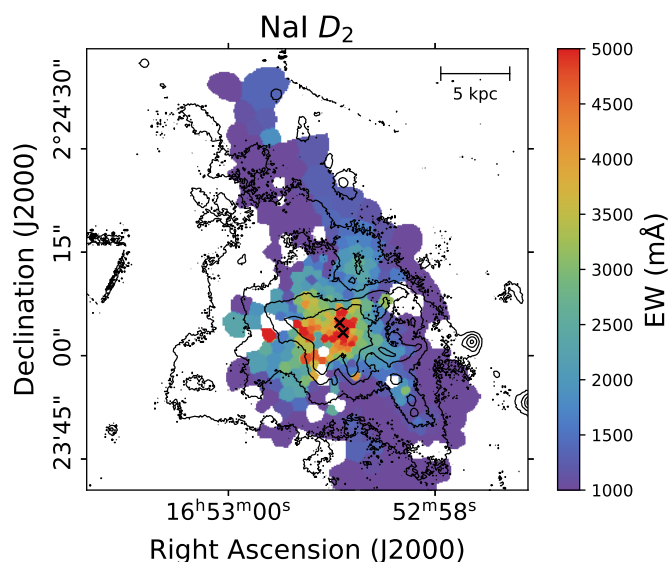 NaI D₂
5 kpc
Declination (J2000)
2°24'30"
15"
00"
23'45"
16ʰ53ᵐ00ˢ
52ᵐ58ˢ
Right Ascension (J2000)
5000
4500
4000
3500
3000
2500
2000
1500
1000
EW (mÅ)